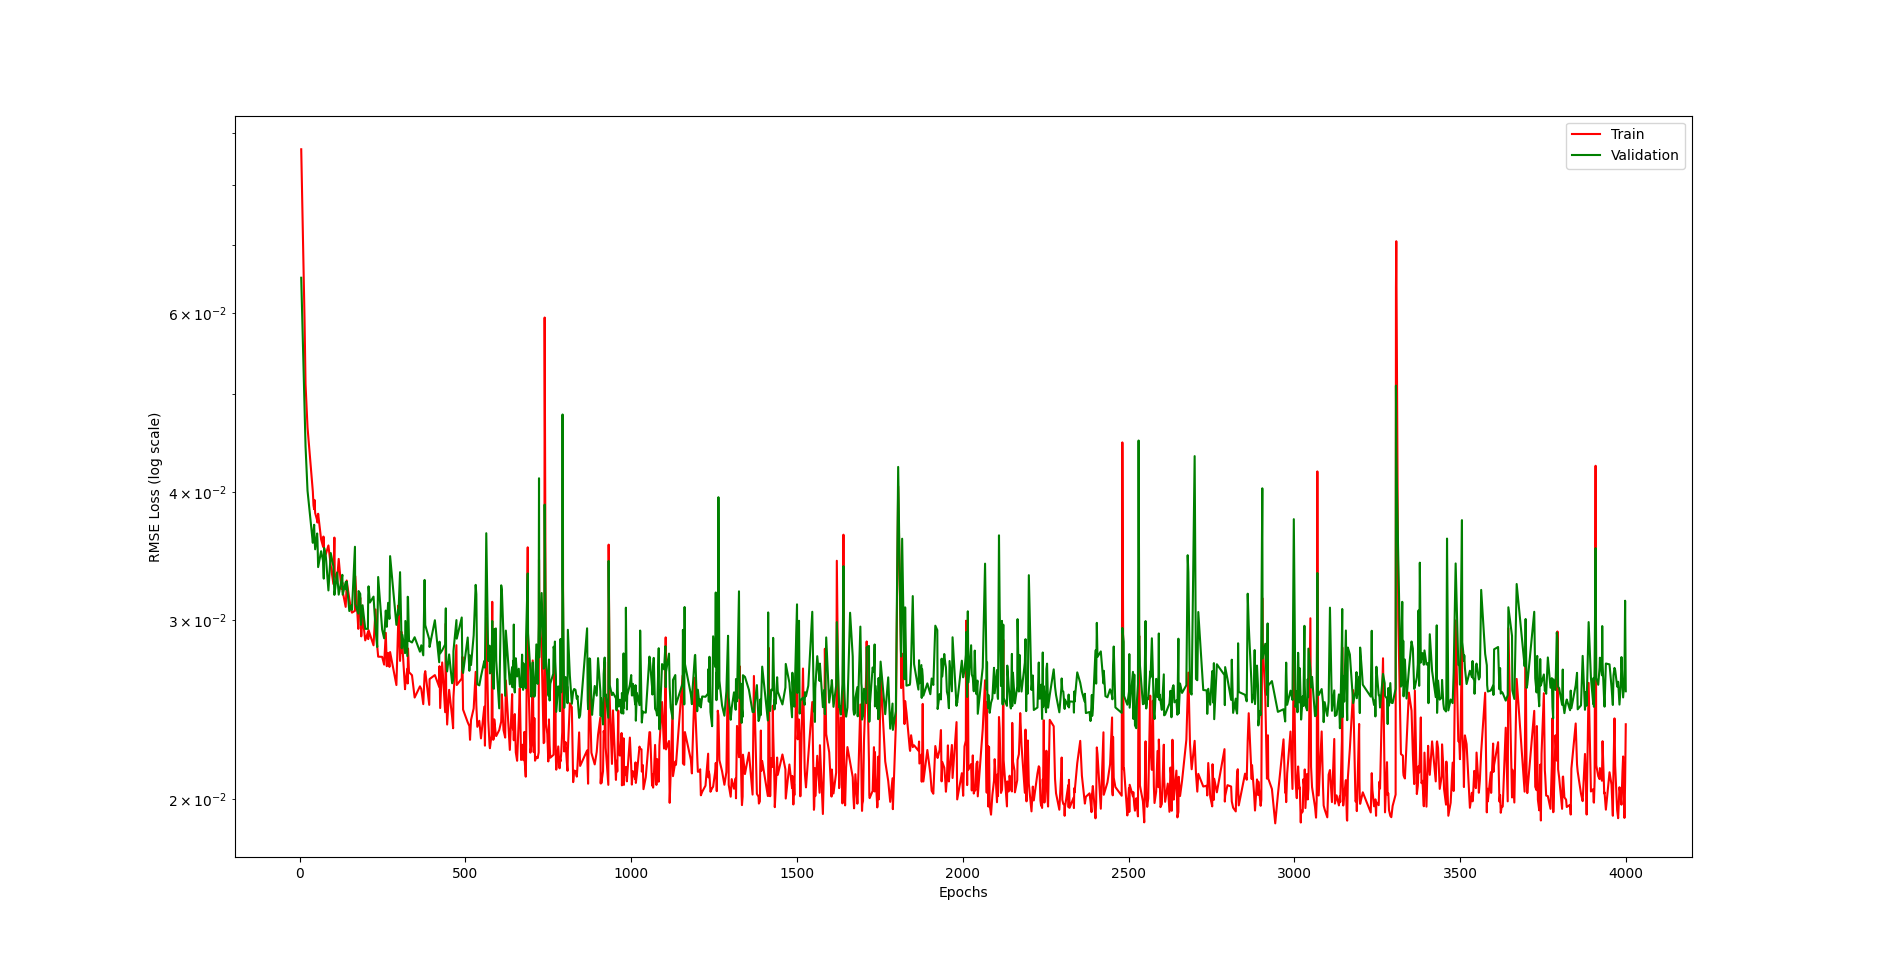 Train
Validation
RMSE Loss (log scale)
6 × 10⁻²
4 × 10⁻²
3 × 10⁻²
2 × 10⁻²
0 500 1000 1500 2000 2500 3000 3500 4000
Epochs